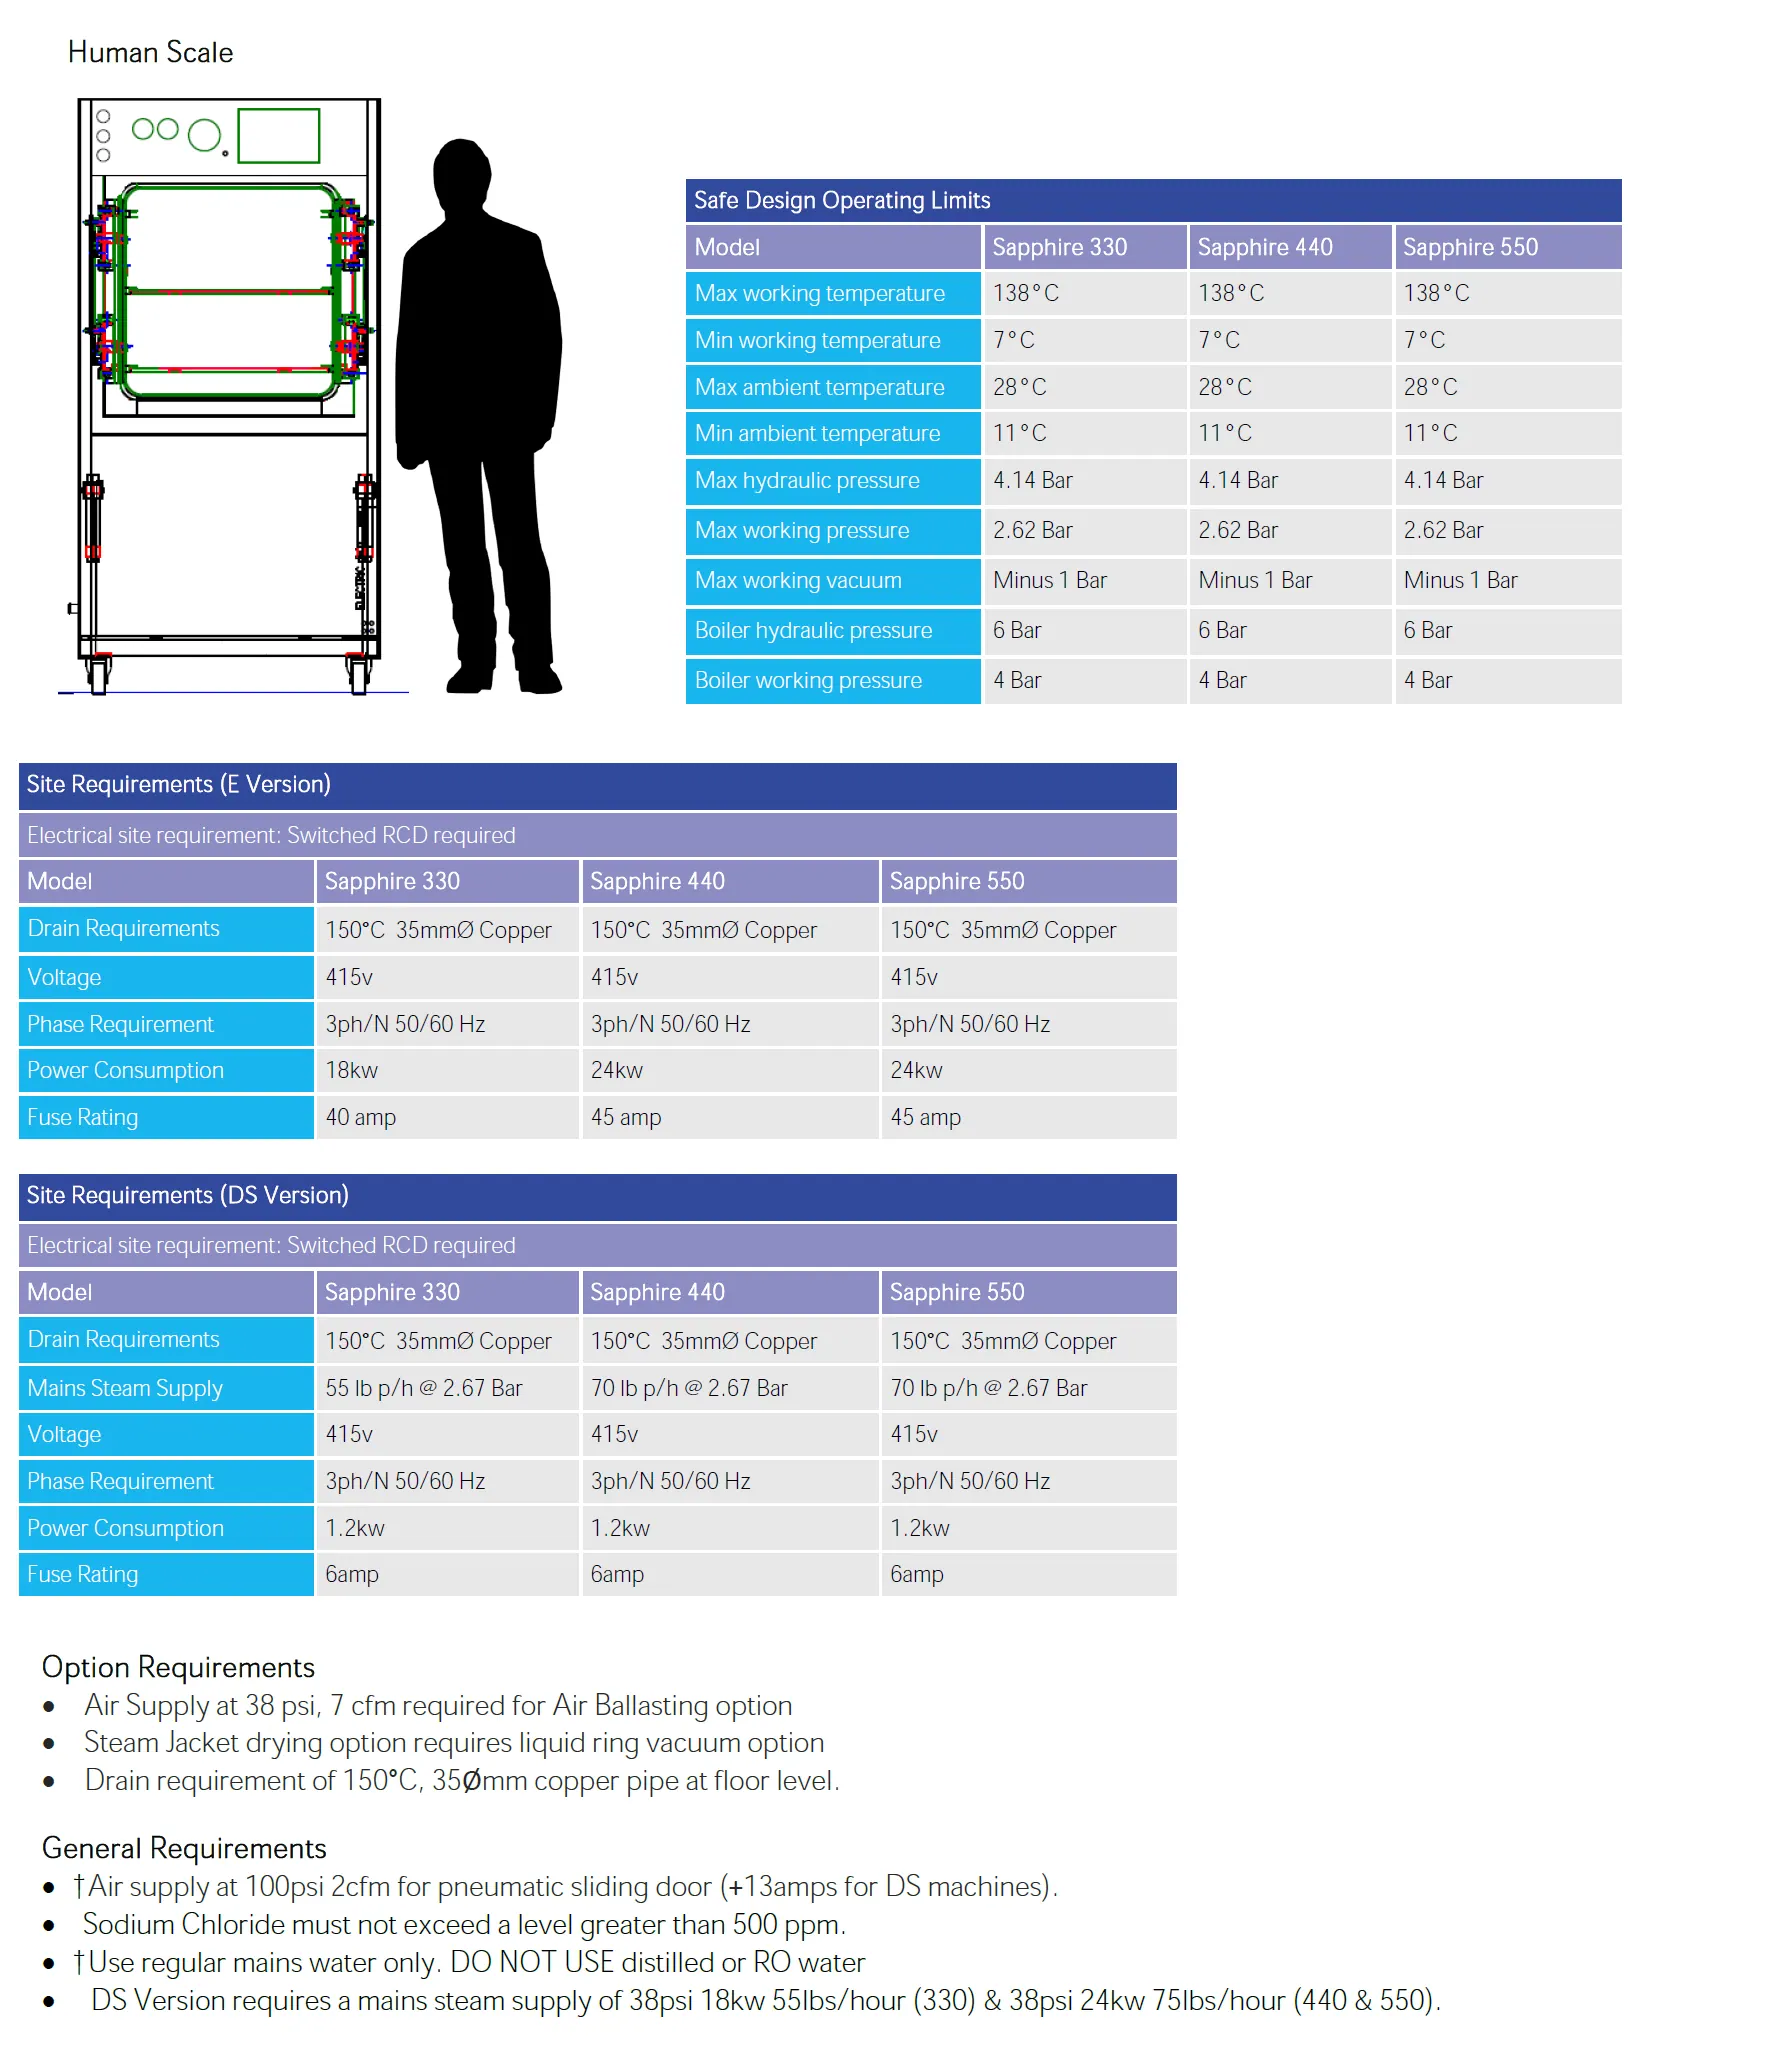 Human Scale
ELECTRIC
Safe Design Operating Limits
Model Sapphire 330 Sapphire 440 Sapphire 550
Max working temperature 138°C 138°C 138°C
Min working temperature 7°C 7°C 7°C
Max ambient temperature 28°C 28°C 28°C
Min ambient temperature 11°C 11°C 11°C
Max hydraulic pressure 4.14 Bar 4.14 Bar 4.14 Bar
Max working pressure 2.62 Bar 2.62 Bar 2.62 Bar
Max working vacuum Minus 1 Bar Minus 1 Bar Minus 1 Bar
Boiler hydraulic pressure 6 Bar 6 Bar 6 Bar
Boiler working pressure 4 Bar 4 Bar 4 Bar
Site Requirements (E Version)
Electrical site requirement: Switched RCD required
Model Sapphire 330 Sapphire 440 Sapphire 550
Drain Requirements 150°C 35mmØ Copper 150°C 35mmØ Copper 150°C 35mmØ Copper
Voltage 415v 415v 415v
Phase Requirement 3ph/N 50/60 Hz 3ph/N 50/60 Hz 3ph/N 50/60 Hz
Power Consumption 18kw 24kw 24kw
Fuse Rating 40 amp 45 amp 45 amp
Site Requirements (DS Version)
Electrical site requirement: Switched RCD required
Model Sapphire 330 Sapphire 440 Sapphire 550
Drain Requirements 150°C 35mmØ Copper 150°C 35mmØ Copper 150°C 35mmØ Copper
Mains Steam Supply 55 lb p/h @ 2.67 Bar 70 lb p/h @ 2.67 Bar 70 lb p/h @ 2.67 Bar
Voltage 415v 415v 415v
Phase Requirement 3ph/N 50/60 Hz 3ph/N 50/60 Hz 3ph/N 50/60 Hz
Power Consumption 1.2kw 1.2kw 1.2kw
Fuse Rating 6amp 6amp 6amp
Option Requirements
• Air Supply at 38 psi, 7 cfm required for Air Ballasting option
• Steam Jacket drying option requires liquid ring vacuum option
• Drain requirement of 150°C, 35Ømm copper pipe at floor level.
General Requirements
• †Air supply at 100psi 2cfm for pneumatic sliding door (+13amps for DS machines).
• Sodium Chloride must not exceed a level greater than 500 ppm.
• †Use regular mains water only. DO NOT USE distilled or RO water
• DS Version requires a mains steam supply of 38psi 18kw 55lbs/hour (330) & 38psi 24kw 75lbs/hour (440 & 550).